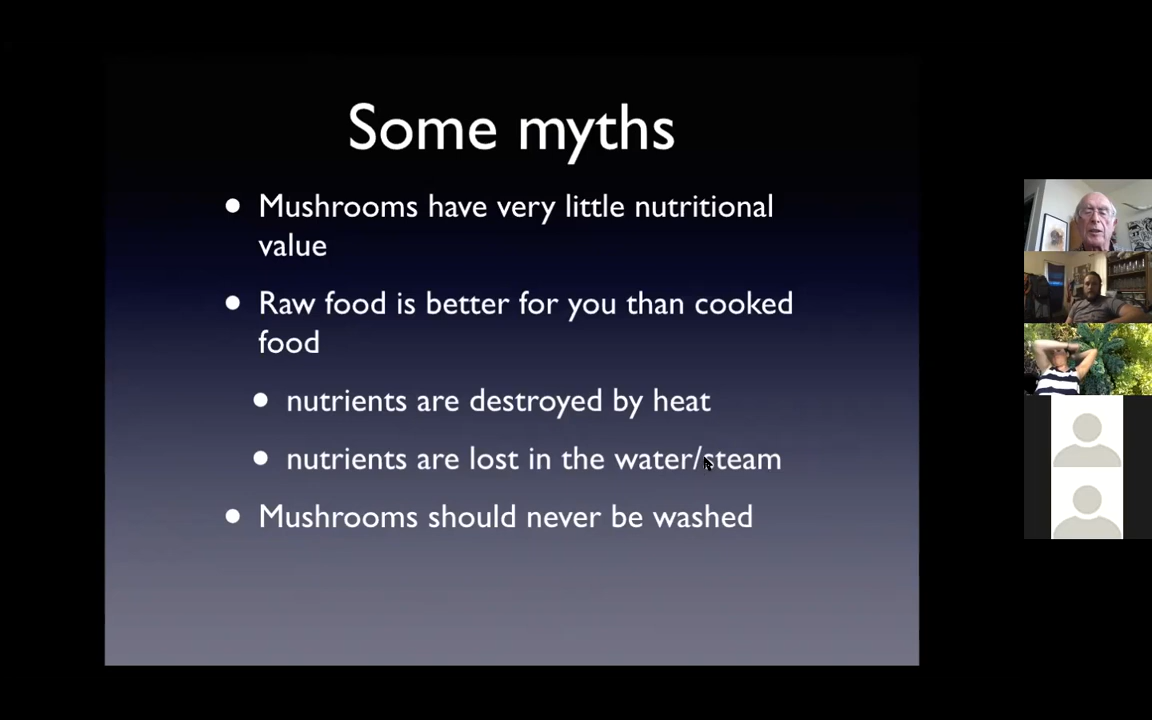 Some myths
• Mushrooms have very little nutritional
value
• Raw food is better for you than cooked
food
• nutrients are destroyed by heat
• nutrients are lost in the water/steam
• Mushrooms should never be washed